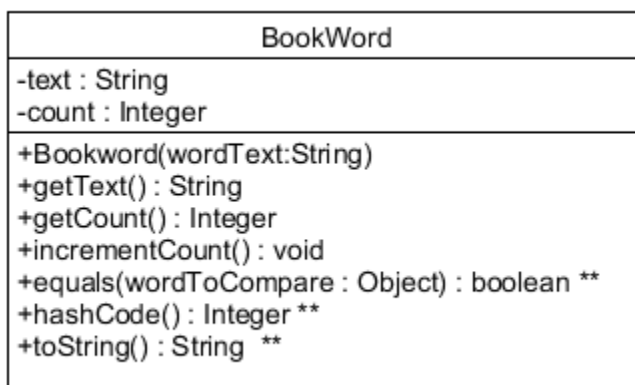 BookWord
-text : String
-count : Integer
+Bookword(wordText:String)
+getText() : String
+getCount() : Integer
+incrementCount() : void
+equals(wordToCompare : Object) : boolean **
+hashCode() : Integer **
+toString() : String **